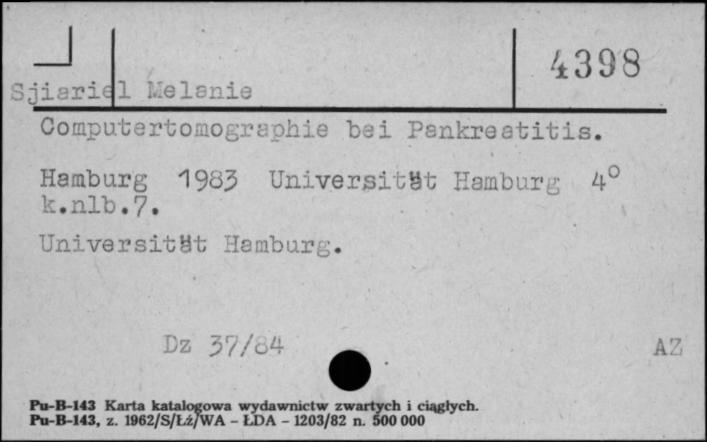 4398
Sjiariel Melanie
Computertomographie bei Pankreatitis.
Hamburg 1983 Universität Hamburg 4°
k.nlb.7.
Universität Hamburg.
Dz 37/84 AZ
Pu-B-143 Karta katalogowa wydawnictw zwartych i ciągłych.
Pu-B-143, z. 1962/S/Łź/WA - ŁDA - 1203/82 n. 500 000